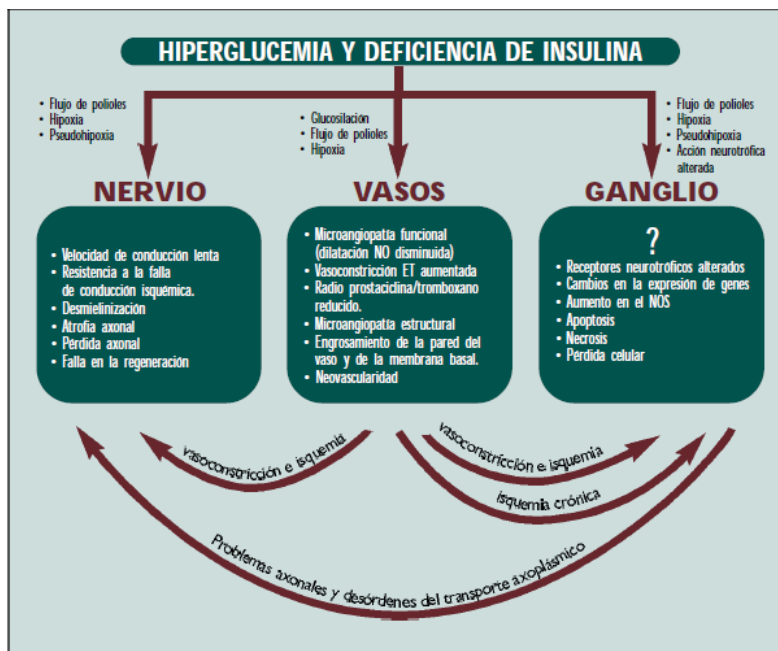 HIPERGLUCEMIA Y DEFICIENCIA DE INSULINA
• Flujo de polioles
• Hipoxia
• Pseudohipoxia
• Glucosilación
• Flujo de polioles
• Hipoxia
• Flujo de polioles
• Hipoxia
• Pseudohipoxia
• Acción neurotrófica
alterada
NERVIO
• Velocidad de conducción lenta
• Resistencia a la falla
de conducción isquémica.
• Desmielinización
• Atrofia axonal
• Pérdida axonal
• Falla en la regeneración
VASOS
• Microangiopatía funcional
(dilatación NO disminuida)
• Vasoconstricción ET aumentada
• Radio prostaciclina/tromboxano
reducido.
• Microangiopatía estructural
• Engrosamiento de la pared del
vaso y de la membrana basal.
• Neovascularidad
GANGLIO
?
• Receptores neurotróficos alterados
• Cambios en la expresión de genes
• Aumento en el NOS
• Apoptosis
• Necrosis
• Pérdida celular
vasoconstricción e isquemia
vasoconstricción e isquemia
isquemia crónica
Problemas axonales y desórdenes del transporte axoplásmico